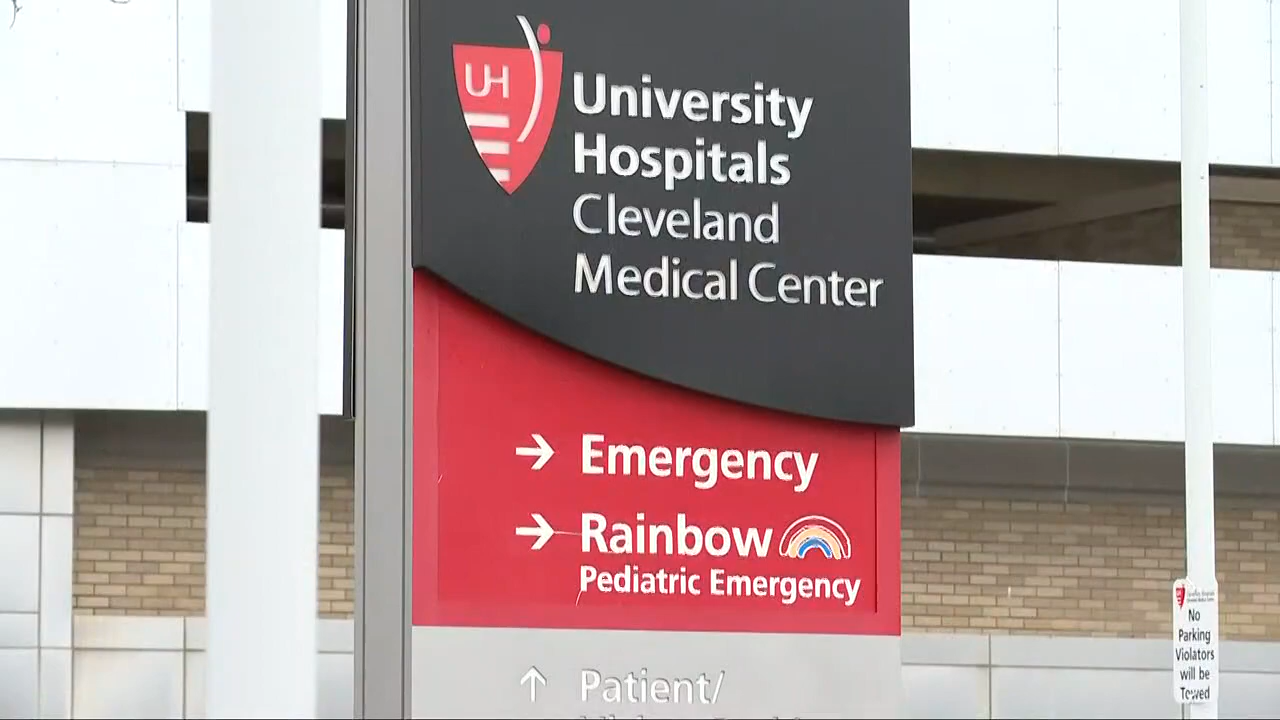 UH
University
Hospitals
Cleveland
Medical Center
→ Emergency
→ Rainbow
Pediatric Emergency
↑ Patient/
No
Parking
Violators
will be
Towed